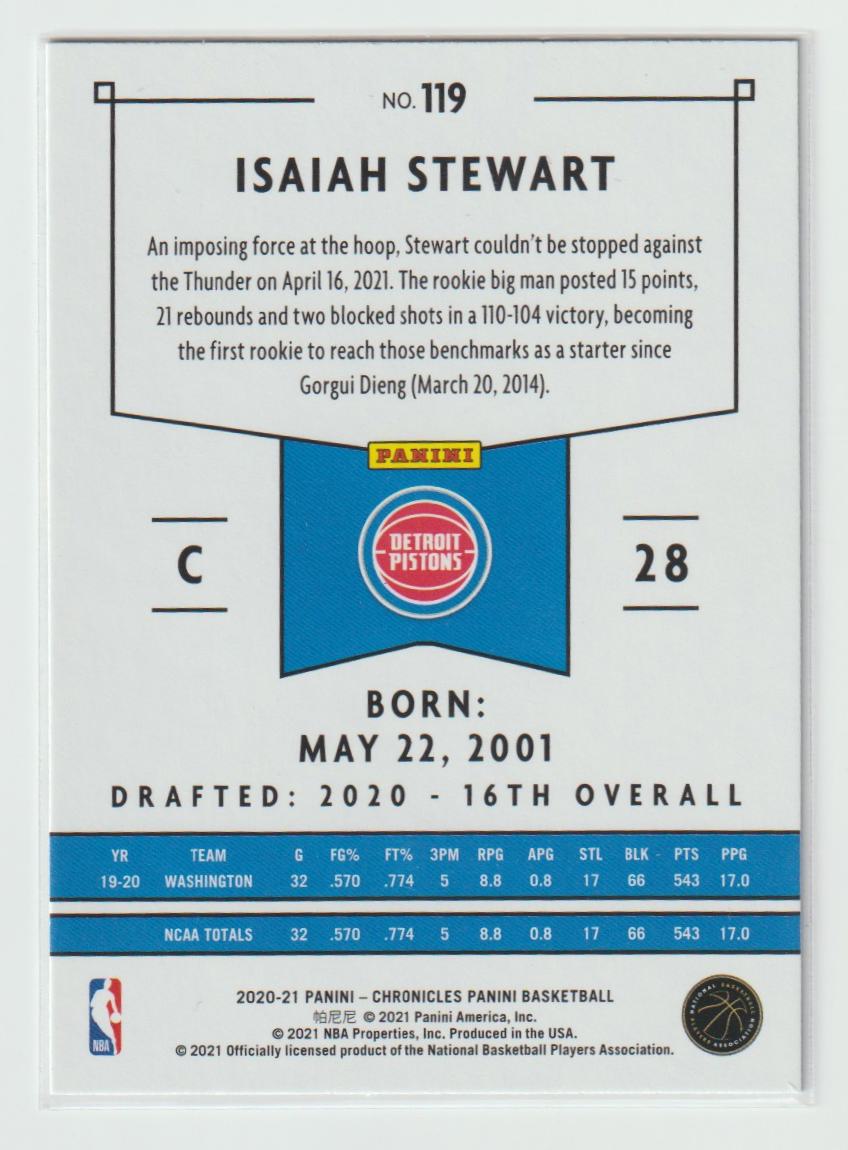 NO. 119
ISAIAH STEWART
An imposing force at the hoop, Stewart couldn't be stopped against
the Thunder on April 16, 2021. The rookie big man posted 15 points,
21 rebounds and two blocked shots in a 110-104 victory, becoming
the first rookie to reach those benchmarks as a starter since
Gorgui Dieng (March 20, 2014).
PANINI
DETROIT
PISTONS
C
28
BORN:
MAY 22, 2001
DRAFTED: 2020 - 16TH OVERALL
YR TEAM G FG% FT% 3PM RPG APG STL BLK PTS PPG
19-20 WASHINGTON 32 .570 .774 5 8.8 0.8 17 66 543 17.0
NCAA TOTALS 32 .570 .774 5 8.8 0.8 17 66 543 17.0
2020-21 PANINI – CHRONICLES PANINI BASKETBALL
帕尼尼 © 2021 Panini America, Inc.
© 2021 NBA Properties, Inc. Produced in the USA.
© 2021 Officially licensed product of the National Basketball Players Association.
NBA
NATIONAL BASKETBALL
PLAYERS ASSOCIATION